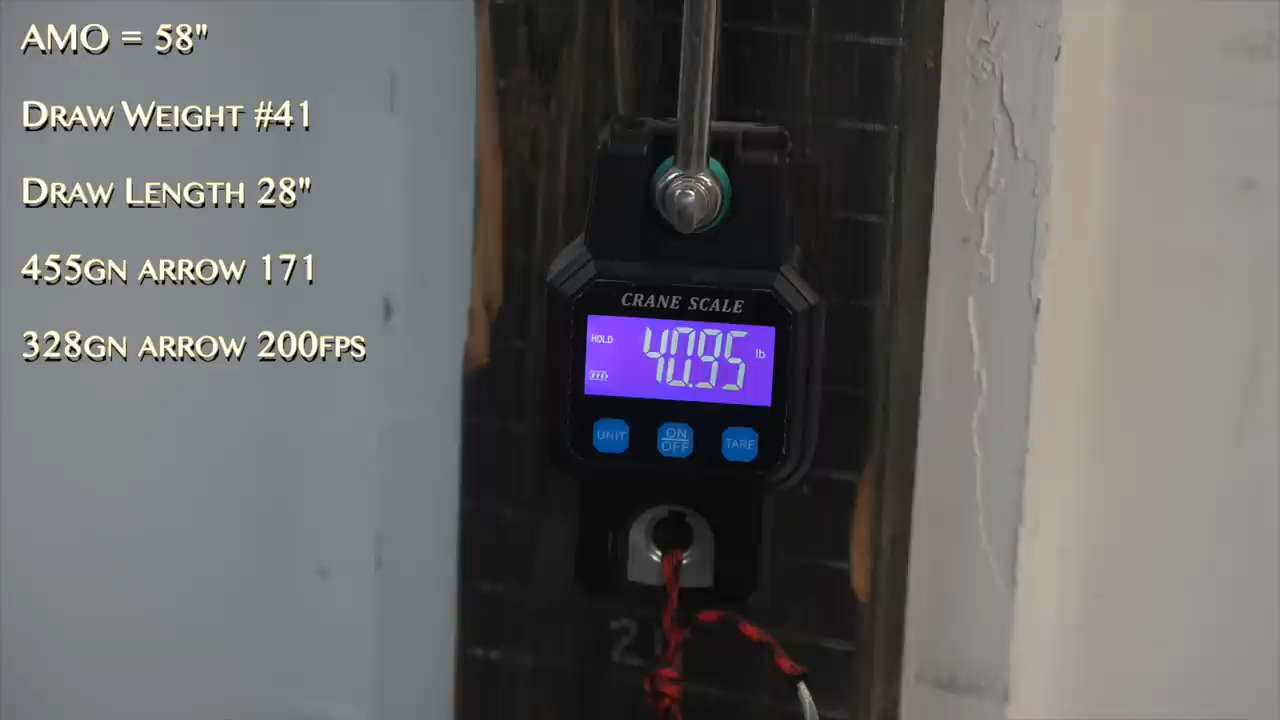 AMO = 58"
Draw Weight #41
Draw Length 28"
455gn arrow 171
328gn arrow 200fps
CRANE SCALE
HOLD 40.95 lb
UNIT ON OFF TARE